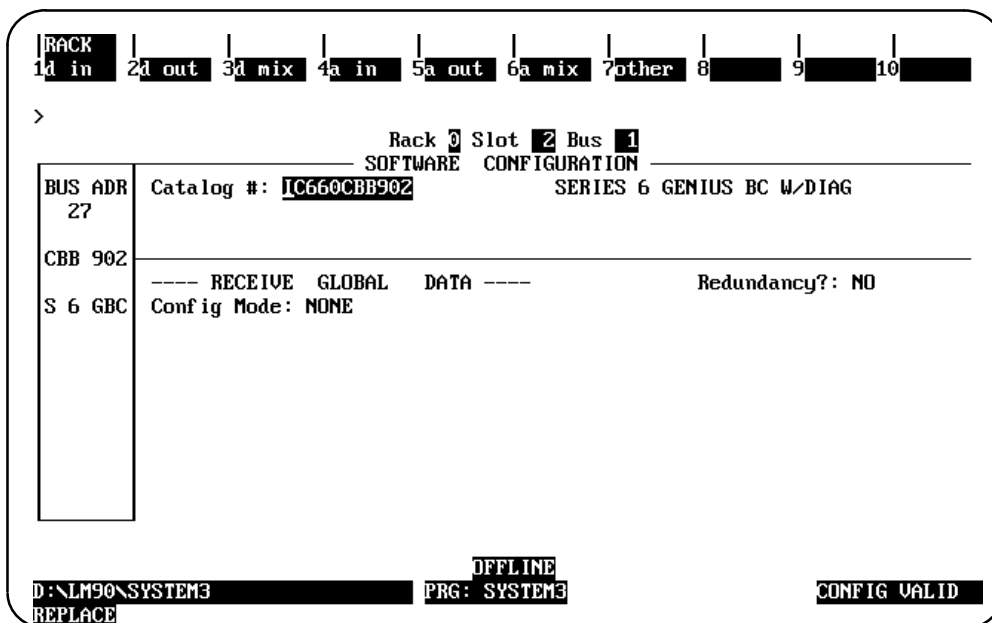 RACK
1d in 2d out 3d mix 4a in 5a out 6a mix 7other 8 9 10
>
Rack 0 Slot 2 Bus 1
SOFTWARE CONFIGURATION
BUS ADR Catalog #: IC660CBB902 SERIES 6 GENIUS BC W/DIAG
27
CBB 902
---- RECEIVE GLOBAL DATA ---- Redundancy?: NO
S 6 GBC Config Mode: NONE
OFFLINE
D:\LM90\SYSTEM3 PRG: SYSTEM3 CONFIG VALID
REPLACE